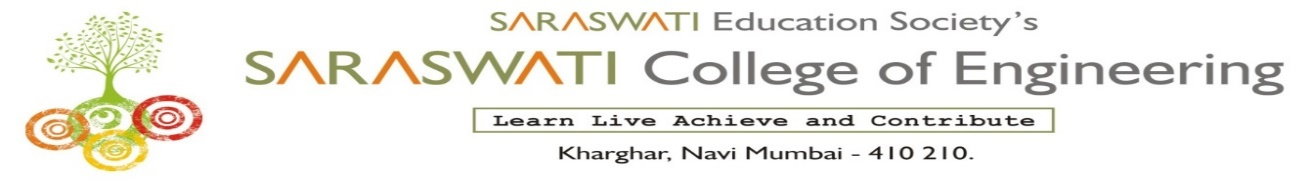 SARASWATI Education Society's
SARASWATI College of Engineering
Learn Live Achieve and Contribute
Kharghar, Navi Mumbai - 410 210.